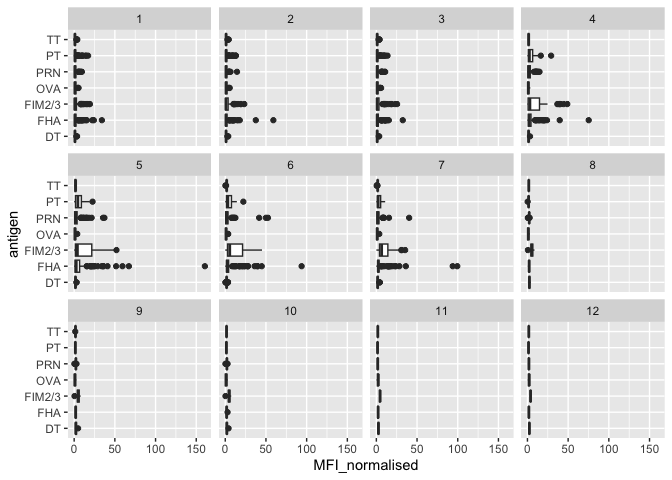 1 2 3 4
TT
PT
PRN
OVA
FIM2/3
FHA
DT
5 6 7 8
TT
PT
PRN
OVA
FIM2/3
FHA
DT
antigen
9 10 11 12
TT
PT
PRN
OVA
FIM2/3
FHA
DT
0 50 100 150 0 50 100 150 0 50 100 150 0 50 100 150
MFI_normalised